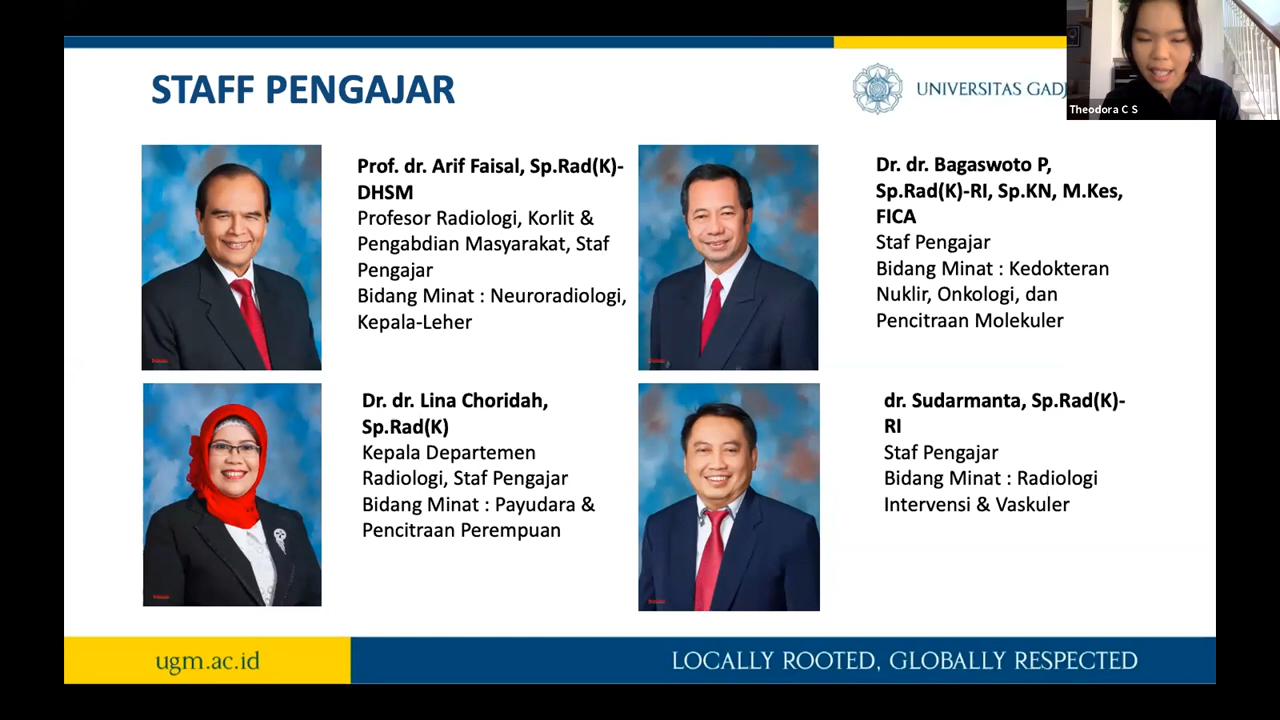 STAFF PENGAJAR
UNIVERSITAS
Theodora C S
Prof. dr. Arif Faisal, Sp.Rad(K)-
DHSM
Profesor Radiologi, Korlit &
Pengabdian Masyarakat, Staf
Pengajar
Bidang Minat : Neuroradiologi,
Kepala-Leher
Dr. dr. Bagaswoto P,
Sp.Rad(K)-RI, Sp.KN, M.Kes,
FICA
Staf Pengajar
Bidang Minat : Kedokteran
Nuklir, Onkologi, dan
Pencitraan Molekuler
Dr. dr. Lina Choridah,
Sp.Rad(K)
Kepala Departemen
Radiologi, Staf Pengajar
Bidang Minat : Payudara &
Pencitraan Perempuan
dr. Sudarmanta, Sp.Rad(K)-
RI
Staf Pengajar
Bidang Minat : Radiologi
Intervensi & Vaskuler
ugm.ac.id
LOCALLY ROOTED, GLOBALLY RESPECTED